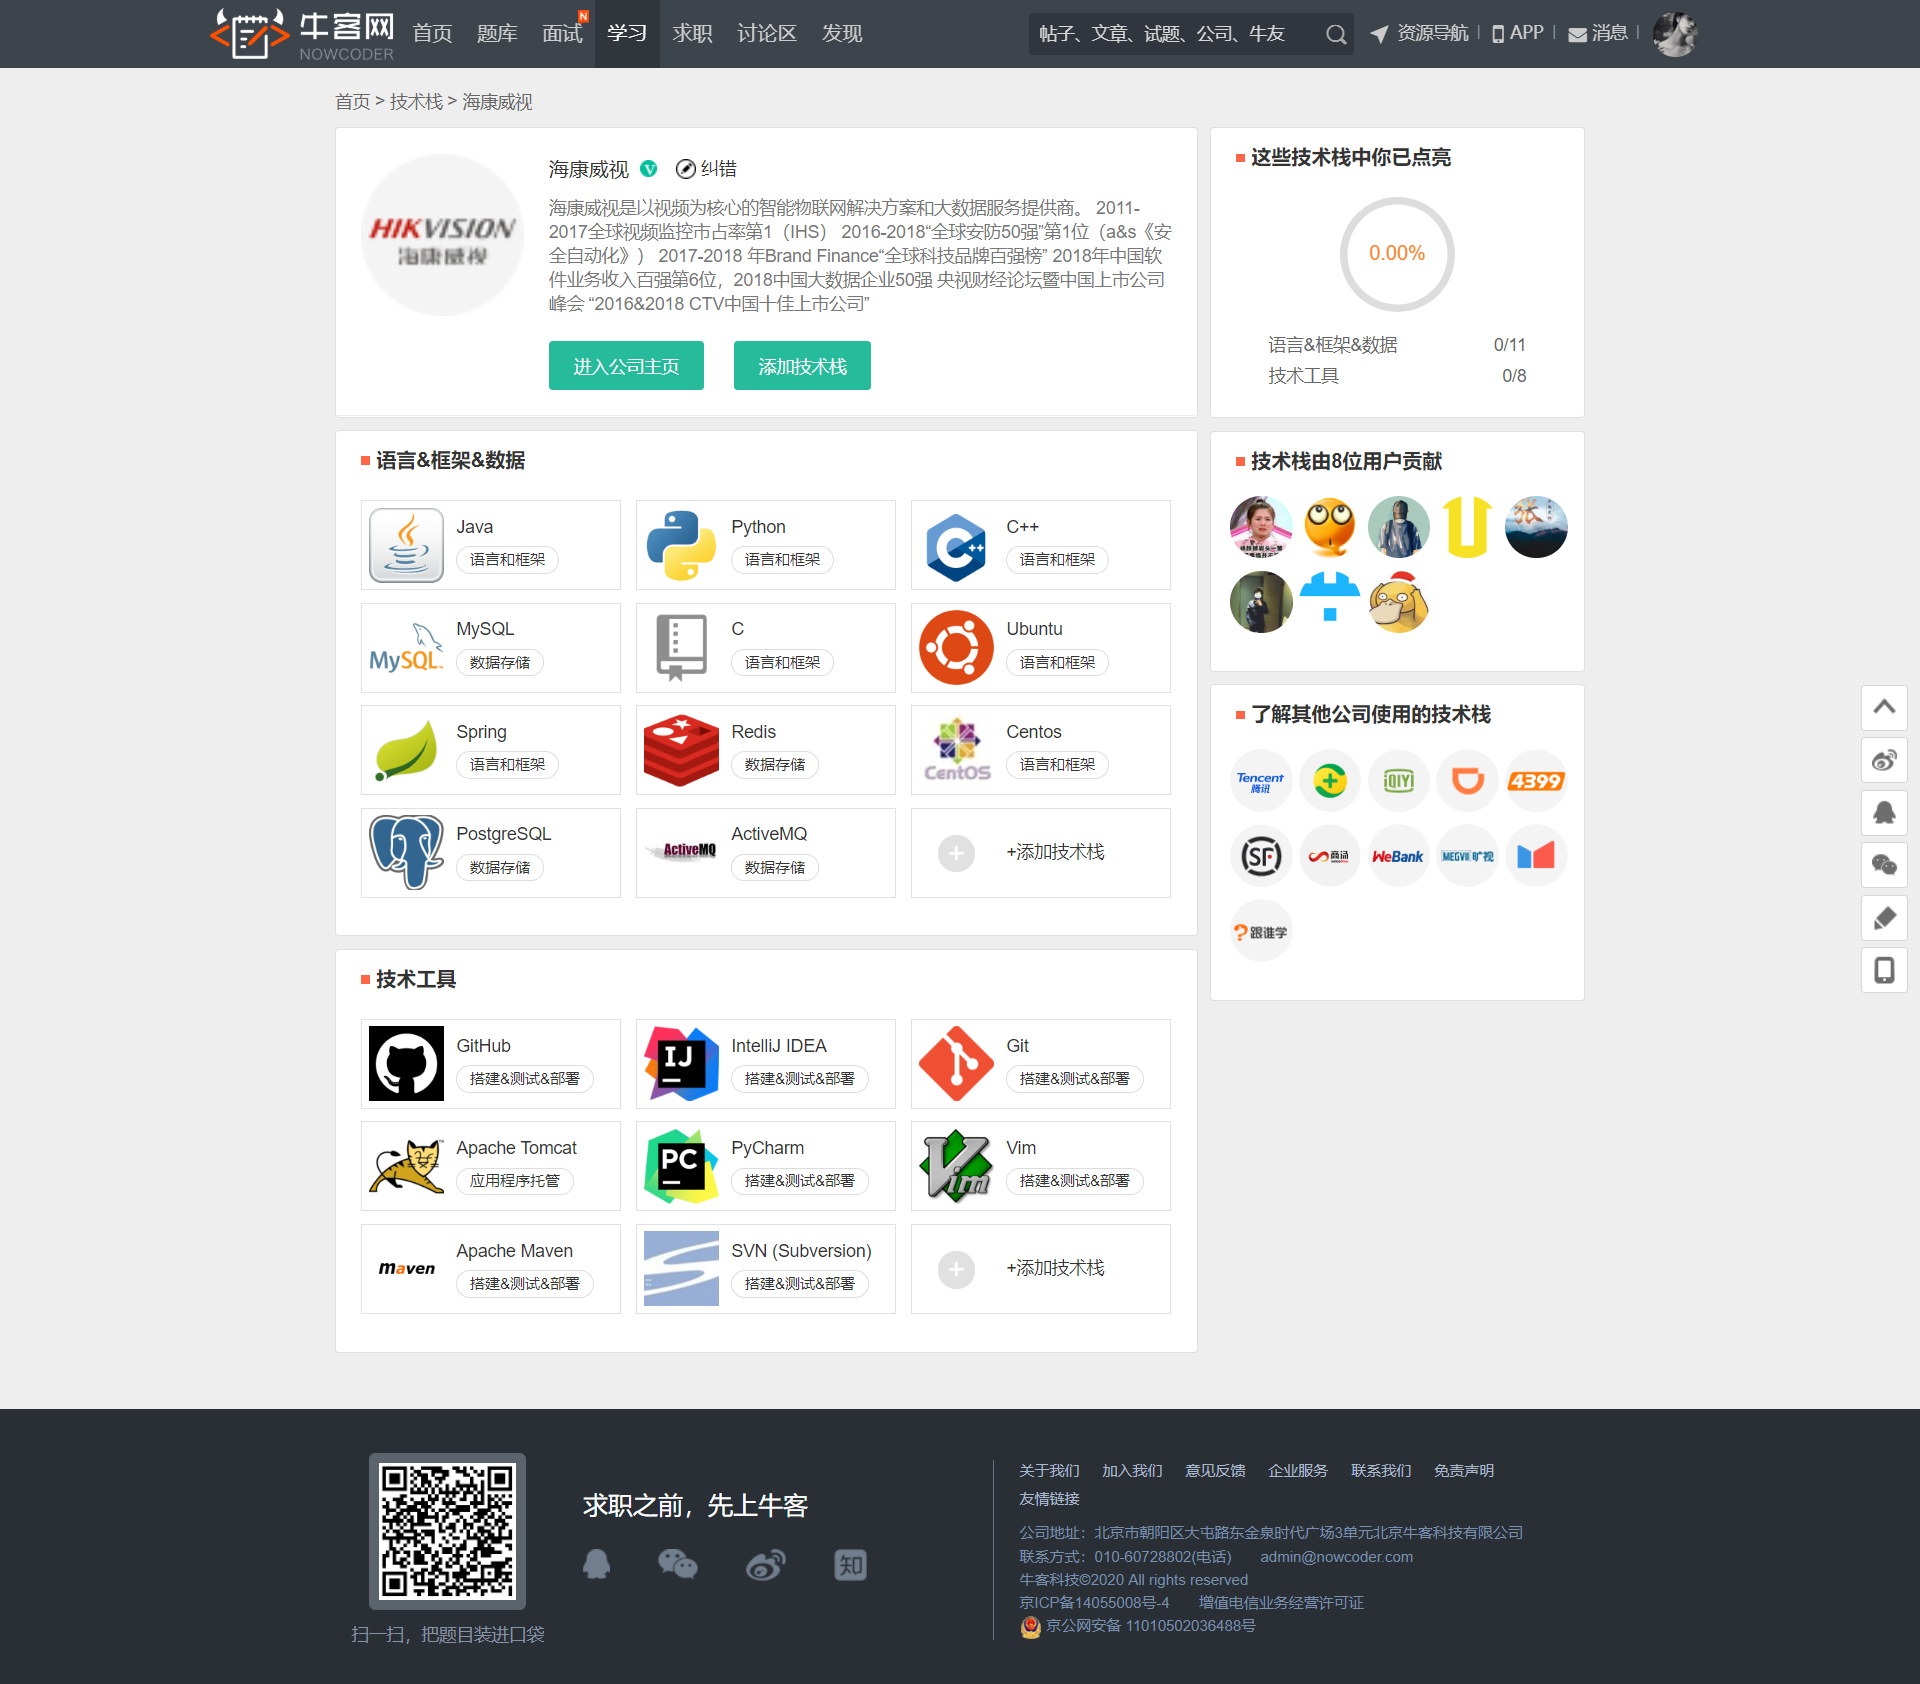 牛客网
NOWCODER
首页 题库 面试 N 学习 求职 讨论区 发现
帖子、文章、试题、公司、牛友
资源导航 | APP | 消息 |
首页 > 技术栈 > 海康威视
HIKVISION
海康威视
海康威视 V 纠错
海康威视是以视频为核心的智能物联网解决方案和大数据服务提供商。 2011-
2017全球视频监控市占率第1（IHS） 2016-2018“全球安防50强”第1位（a&s《安
全自动化》） 2017-2018 年Brand Finance“全球科技品牌百强榜” 2018年中国软
件业务收入百强第6位，2018中国大数据企业50强 央视财经论坛暨中国上市公司
峰会 “2016&2018 CTV中国十佳上市公司”
进入公司主页 添加技术栈
这些技术栈中你已点亮
0.00%
语言&框架&数据 0/11
技术工具 0/8
语言&框架&数据
Java
语言和框架
Python
语言和框架
C++
语言和框架
MySQL
MySQL
数据存储
C
语言和框架
Ubuntu
语言和框架
Spring
语言和框架
Redis
数据存储
CentOS
Centos
语言和框架
PostgreSQL
数据存储
ActiveMQ
ActiveMQ
数据存储
+添加技术栈
技术栈由8位用户贡献
张
了解其他公司使用的技术栈
Tencent
腾讯
iQIYI
4399
SF
商汤
WeBank
MEGVII旷视
跟谁学
技术工具
GitHub
搭建&测试&部署
IJ
IntelliJ IDEA
搭建&测试&部署
Git
搭建&测试&部署
Apache Tomcat
应用程序托管
PC
PyCharm
搭建&测试&部署
Vim
Vim
搭建&测试&部署
maven
Apache Maven
搭建&测试&部署
SVN (Subversion)
搭建&测试&部署
+添加技术栈
扫一扫，把题目装进口袋
求职之前，先上牛客
知
关于我们 加入我们 意见反馈 企业服务 联系我们 免责声明
友情链接
公司地址：北京市朝阳区大屯路东金泉时代广场3单元北京牛客科技有限公司
联系方式：010-60728802(电话) admin@nowcoder.com
牛客科技©2020 All rights reserved
京ICP备14055008号-4 增值电信业务经营许可证
京公网安备 11010502036488号